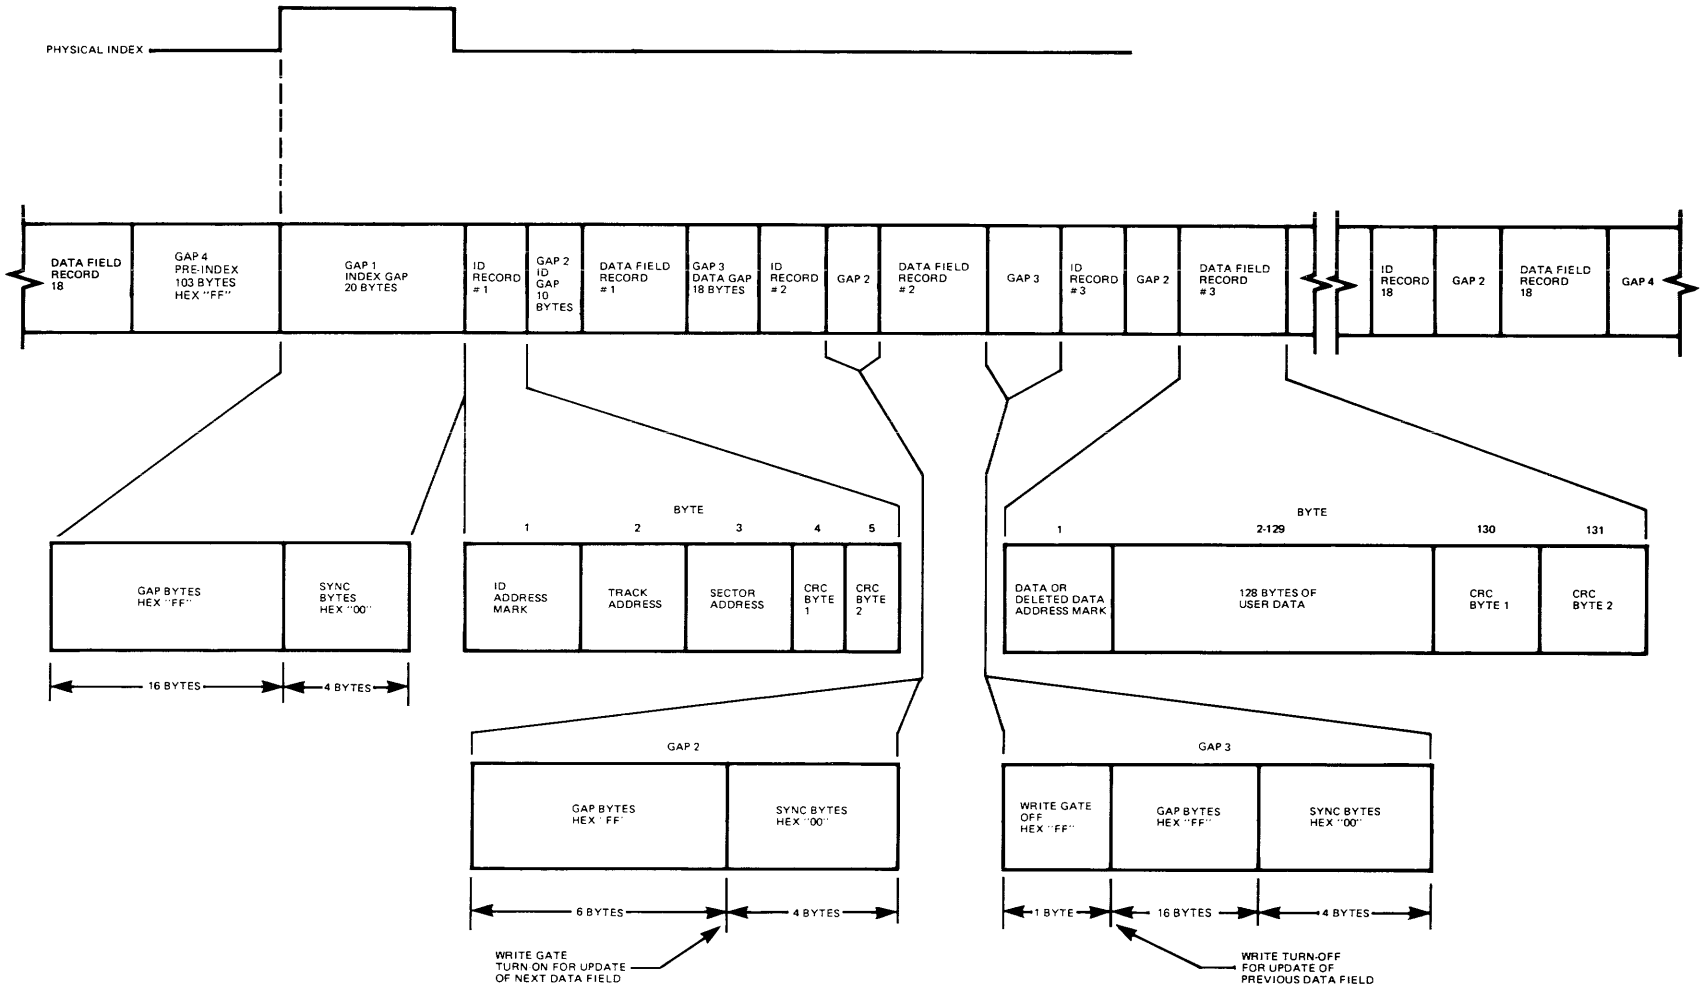 PHYSICAL INDEX
DATA FIELD
RECORD
18
GAP 4
PRE-INDEX
103 BYTES
HEX "FF"
GAP 1
INDEX GAP
20 BYTES
ID
RECORD
# 1
GAP 2
ID
GAP
10
BYTES
DATA FIELD
RECORD
# 1
GAP 3
DATA GAP
18 BYTES
ID
RECORD
# 2
GAP 2
DATA FIELD
RECORD
# 2
GAP 3
ID
RECORD
# 3
GAP 2
DATA FIELD
RECORD
# 3
ID
RECORD
18
GAP 2
DATA FIELD
RECORD
18
GAP 4
GAP BYTES
HEX "FF"
SYNC
BYTES
HEX "00"
16 BYTES
4 BYTES
BYTE
1
2
3
4
5
ID
ADDRESS
MARK
TRACK
ADDRESS
SECTOR
ADDRESS
CRC
BYTE
1
CRC
BYTE
2
BYTE
1
2-129
130
131
DATA OR
DELETED DATA
ADDRESS MARK
128 BYTES OF
USER DATA
CRC
BYTE 1
CRC
BYTE 2
GAP 2
GAP BYTES
HEX "FF"
SYNC BYTES
HEX "00"
6 BYTES
4 BYTES
WRITE GATE
TURN-ON FOR UPDATE
OF NEXT DATA FIELD
GAP 3
WRITE GATE
OFF
HEX "FF"
GAP BYTES
HEX "FF"
SYNC BYTES
HEX "00"
1 BYTE
16 BYTES
4 BYTES
WRITE TURN-OFF
FOR UPDATE OF
PREVIOUS DATA FIELD